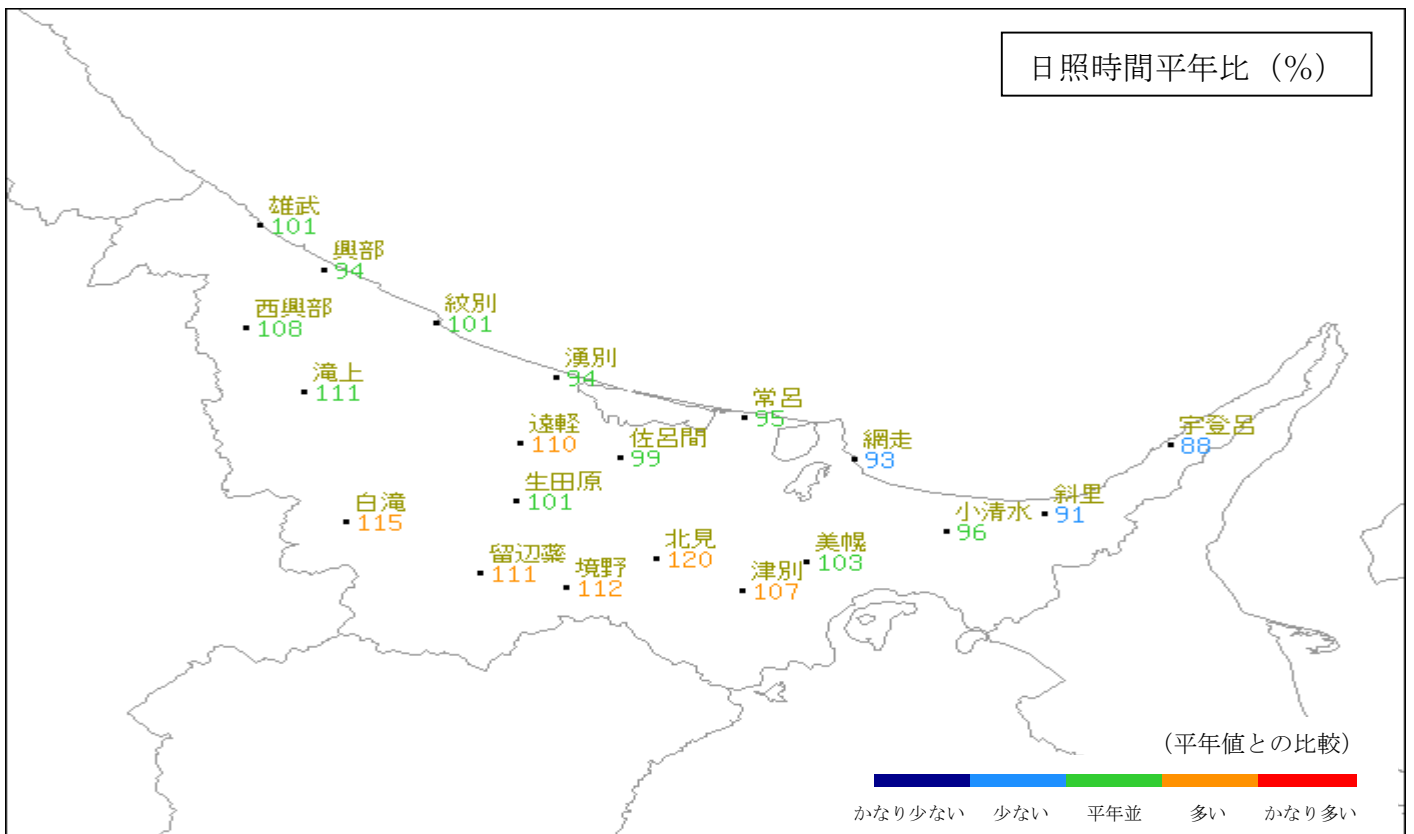 日照時間平年比（%）
雄武
101
興部
94
西興部
108
紋別
101
滝上
111
湧別
94
常呂
95
遠軽
110
佐呂間
99
網走
93
宇登呂
88
生田原
101
白滝
115
斜里
91
小清水
96
留辺蘂
111
境野
112
北見
120
美幌
103
津別
107
（平年値との比較）
かなり少ない 少ない 平年並 多い かなり多い